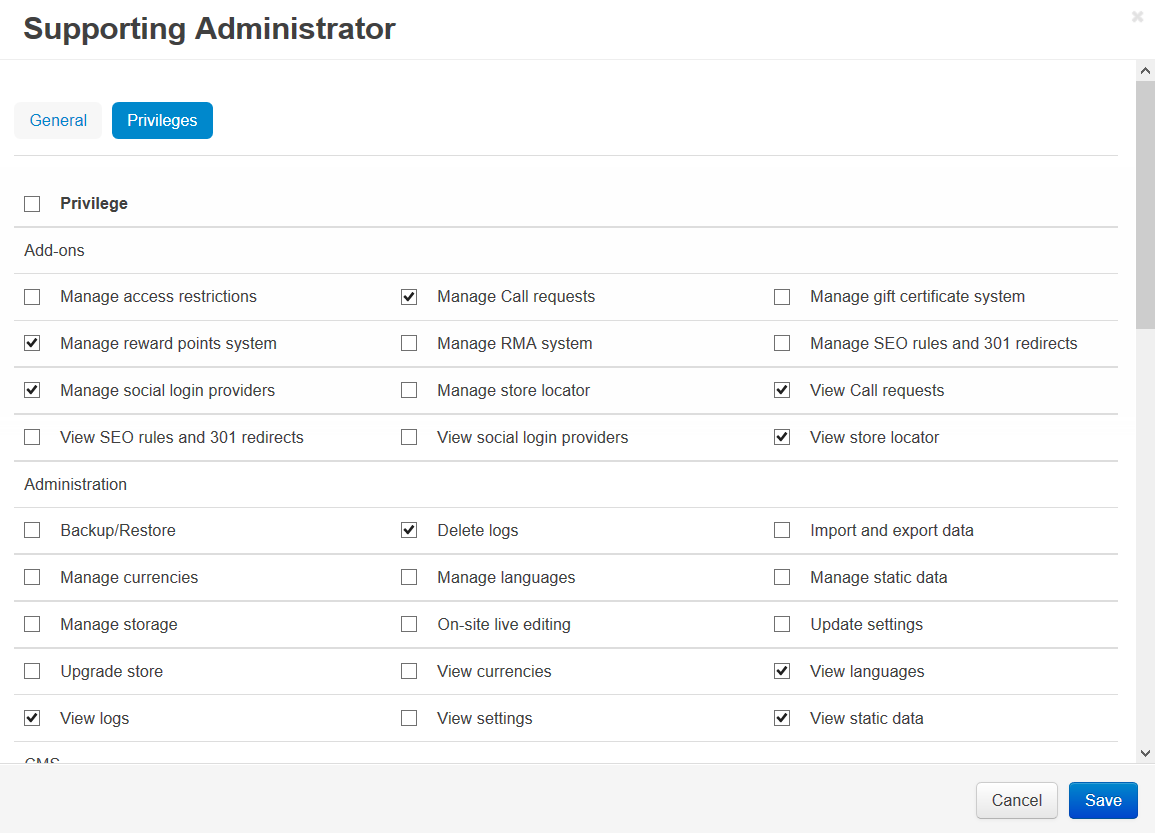 Supporting Administrator
General Privileges
Privilege
Add-ons
Manage access restrictions Manage Call requests Manage gift certificate system
Manage reward points system Manage RMA system Manage SEO rules and 301 redirects
Manage social login providers Manage store locator View Call requests
View SEO rules and 301 redirects View social login providers View store locator
Administration
Backup/Restore Delete logs Import and export data
Manage currencies Manage languages Manage static data
Manage storage On-site live editing Update settings
Upgrade store View currencies View languages
View logs View settings View static data
CMS
Cancel Save